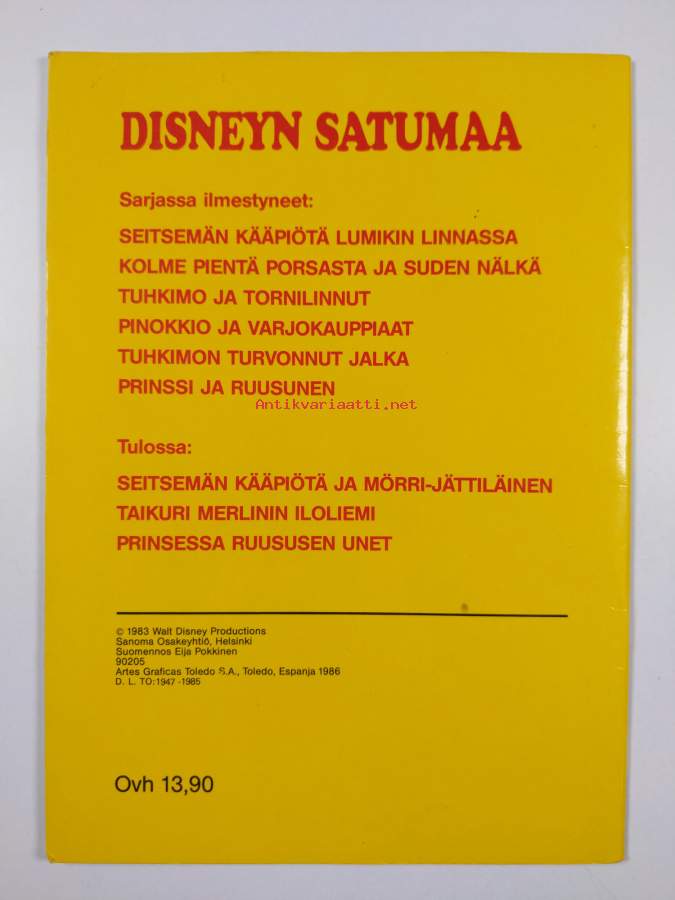 DISNEYN SATUMAA
Sarjassa ilmestyneet:
SEITSEMÄN KÄÄPIÖTÄ LUMIKIN LINNASSA
KOLME PIENTÄ PORSASTA JA SUDEN NÄLKÄ
TUHKIMO JA TORNILINNUT
PINOKKIO JA VARJOKAUPPIAAT
TUHKIMON TURVONNUT JALKA
PRINSSI JA RUUSUNEN
Antikvariaatti.net
Tulossa:
SEITSEMÄN KÄÄPIÖTÄ JA MÖRRI-JÄTTILÄINEN
TAIKURI MERLININ ILOLIEMI
PRINSESSA RUUSUSEN UNET
© 1983 Walt Disney Productions
Sanoma Osakeyhtiö, Helsinki
Suomennos Eija Pokkinen
90205
Artes Graficas Toledo S.A., Toledo, Espanja 1986
D. L. TO:1947-1985
Ovh 13,90